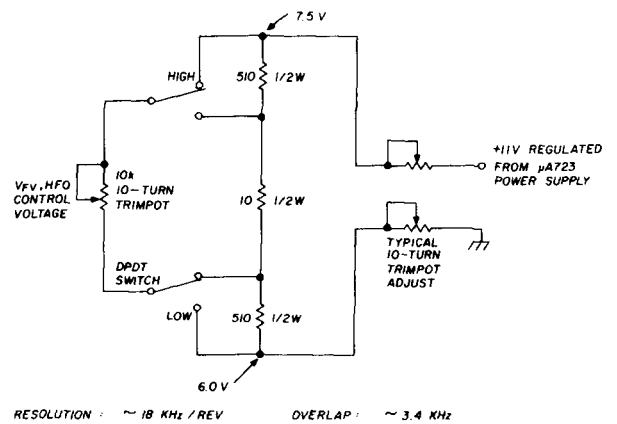 7.5 V
HIGH
510 1/2W
10k
10-TURN
TRIMPOT
VFV, HFO
CONTROL
VOLTAGE
10 1/2W
+11V REGULATED
FROM µA723
POWER SUPPLY
TYPICAL
10-TURN
TRIMPOT
ADJUST
DPDT
SWITCH
LOW
510 1/2W
6.0V
RESOLUTION: ~ 18 KHz / REV
OVERLAP: ~ 3.4 KHz